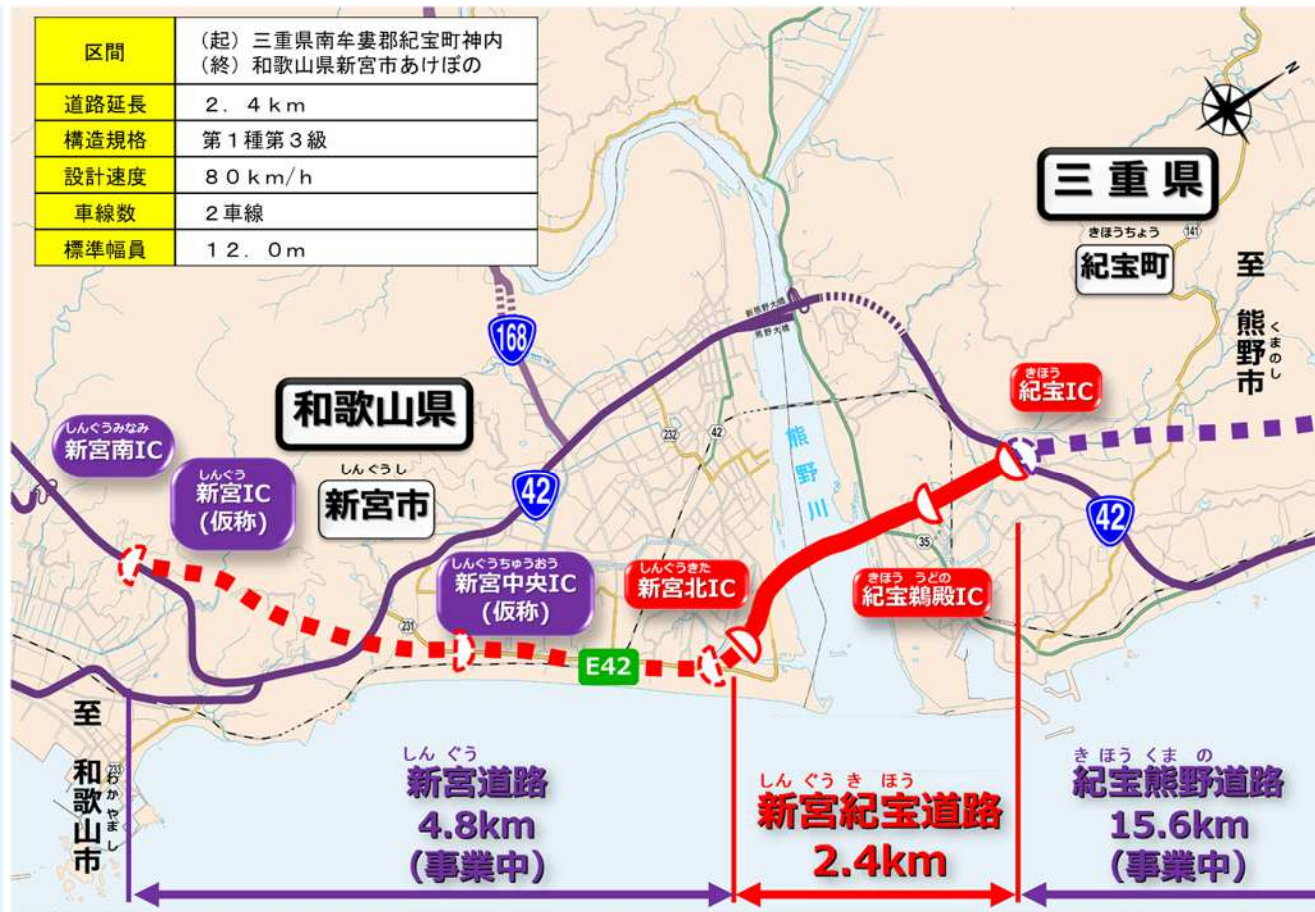 区間
(起)三重県南牟婁郡紀宝町神内
(終)和歌山県新宮市あけぼの
道路延長
2.4km
構造規格
第1種第3級
設計速度
80km/h
車線数
2車線
標準幅員
12.0m
N
三重県
きほうちょう
紀宝町
141
至 熊野市
くまのし
168
新熊野大橋
熊野大橋
和歌山県
しんぐうし
新宮市
しんぐうみなみ
新宮南IC
しんぐう
新宮IC
(仮称)
42
232
42
熊野川
きほう
紀宝IC
42
しんぐうちゅうおう
新宮中央IC
(仮称)
しんぐうきた
新宮北IC
35
きほう うどの
紀宝鵜殿IC
231
E42
至 和歌山市
わかやまし
233
しんぐう
新宮道路
4.8km
(事業中)
しんぐうきほう
新宮紀宝道路
2.4km
きほうくまの
紀宝熊野道路
15.6km
(事業中)